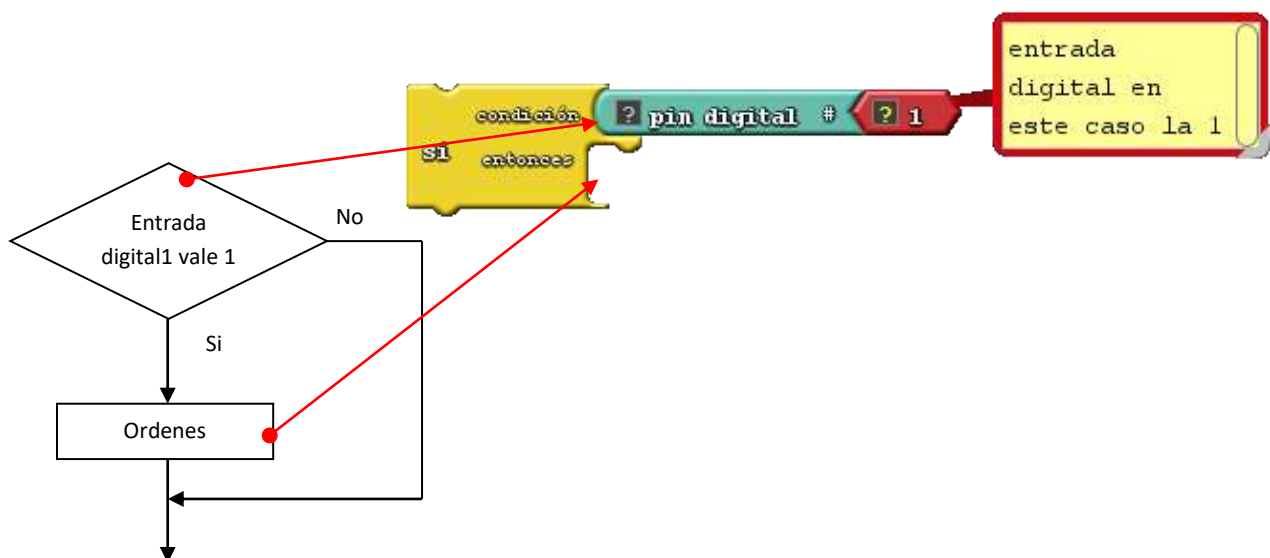 entrada
digital en
este caso la 1
condición
? pin digital # ? 1
si
entonces
Entrada
digital1 vale 1
No
Si
Ordenes